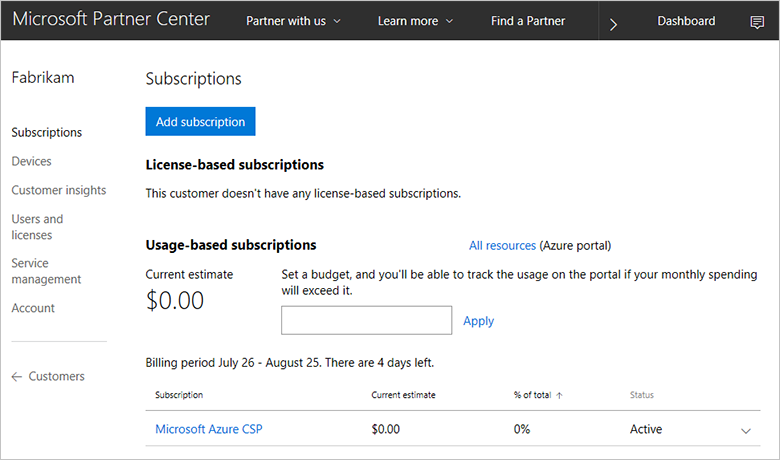 Microsoft Partner Center
Partner with us
Learn more
Find a Partner
Dashboard
Fabrikam
Subscriptions
Devices
Customer insights
Users and
licenses
Service
management
Account
Customers
Subscriptions
Add subscription
License-based subscriptions
This customer doesn't have any license-based subscriptions.
Usage-based subscriptions
All resources (Azure portal)
Current estimate
$0.00
Set a budget, and you'll be able to track the usage on the portal if your monthly spending
will exceed it.
Apply
Billing period July 26 - August 25. There are 4 days left.
Subscription Current estimate % of total Status
Microsoft Azure CSP $0.00 0% Active